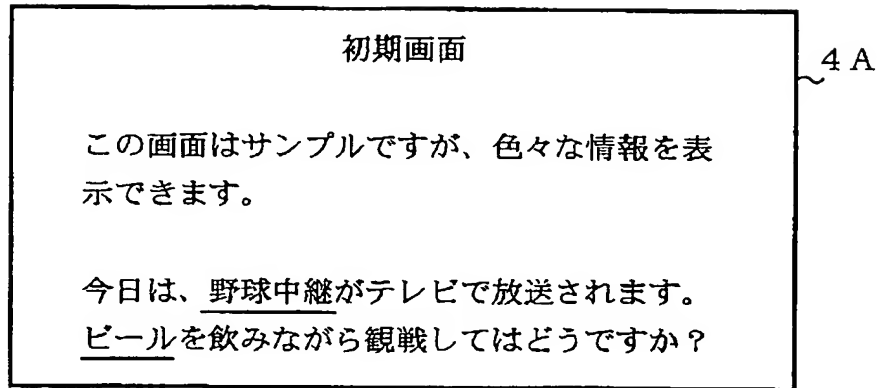 初期画面
4A
この画面はサンプルですが、色々な情報を表
示できます。
今日は、野球中継がテレビで放送されます。
ビールを飲みながら観戦してはどうですか？